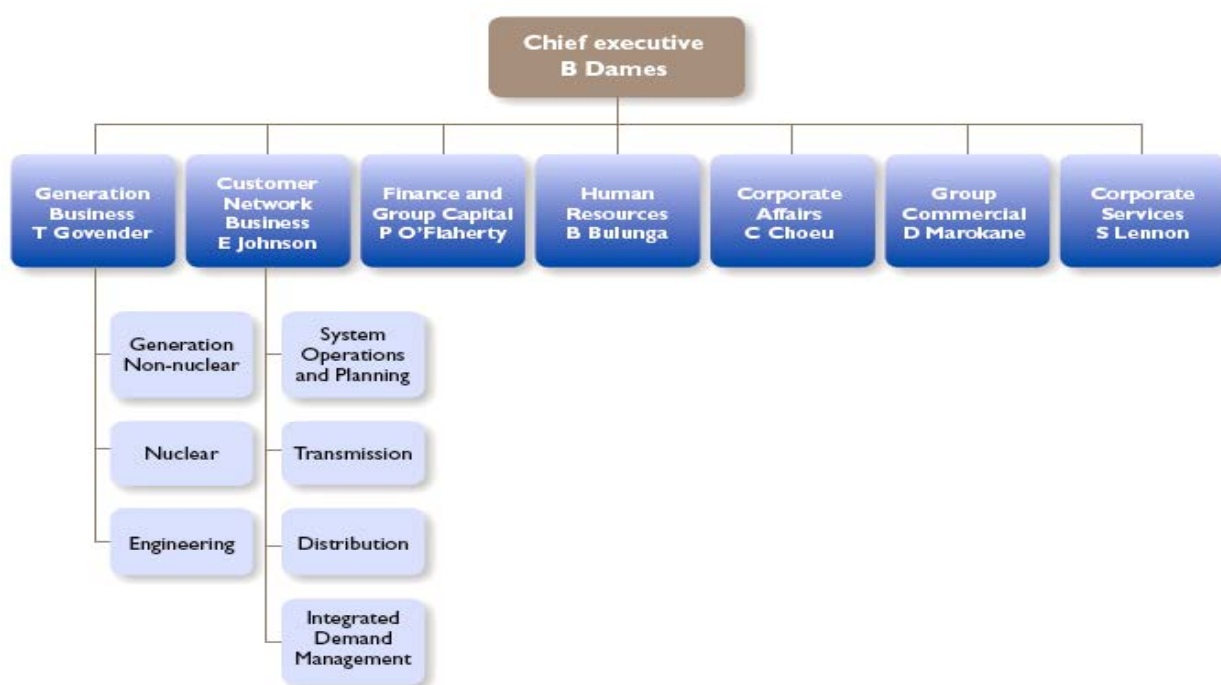 Chief executive
B Dames
Generation
Business
T Govender
Customer
Network
Business
E Johnson
Finance and
Group Capital
P O'Flaherty
Human
Resources
B Bulunga
Corporate
Affairs
C Choeu
Group
Commercial
D Marokane
Corporate
Services
S Lennon
Generation
Non-nuclear
Nuclear
Engineering
System
Operations
and Planning
Transmission
Distribution
Integrated
Demand
Management